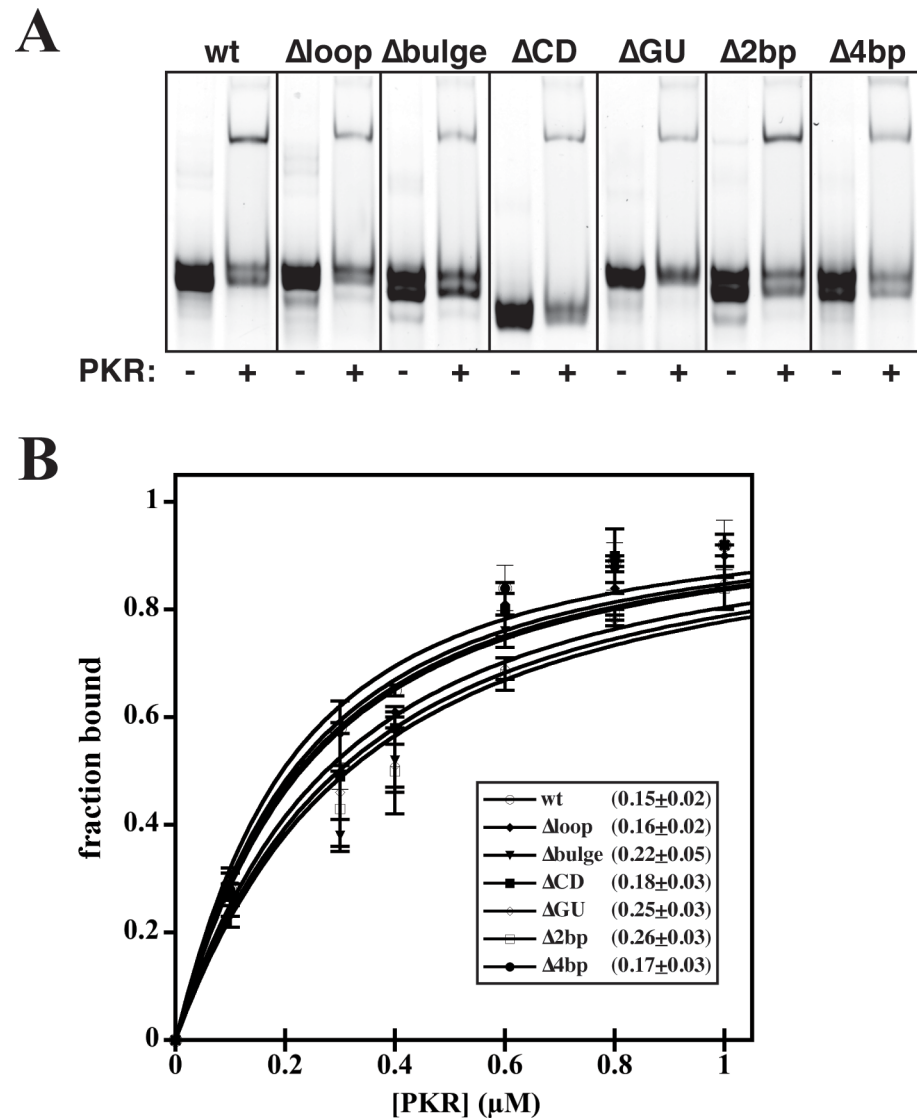 A
wt Δloop Δbulge ΔCD ΔGU Δ2bp Δ4bp
PKR: - + - + - + - + - + - + - +
B
1
0.8
0.6
0.4
0.2
0
fraction bound
wt (0.15±0.02)
Δloop (0.16±0.02)
Δbulge (0.22±0.05)
ΔCD (0.18±0.03)
ΔGU (0.25±0.03)
Δ2bp (0.26±0.03)
Δ4bp (0.17±0.03)
0 0.2 0.4 0.6 0.8 1
[PKR] (μM)